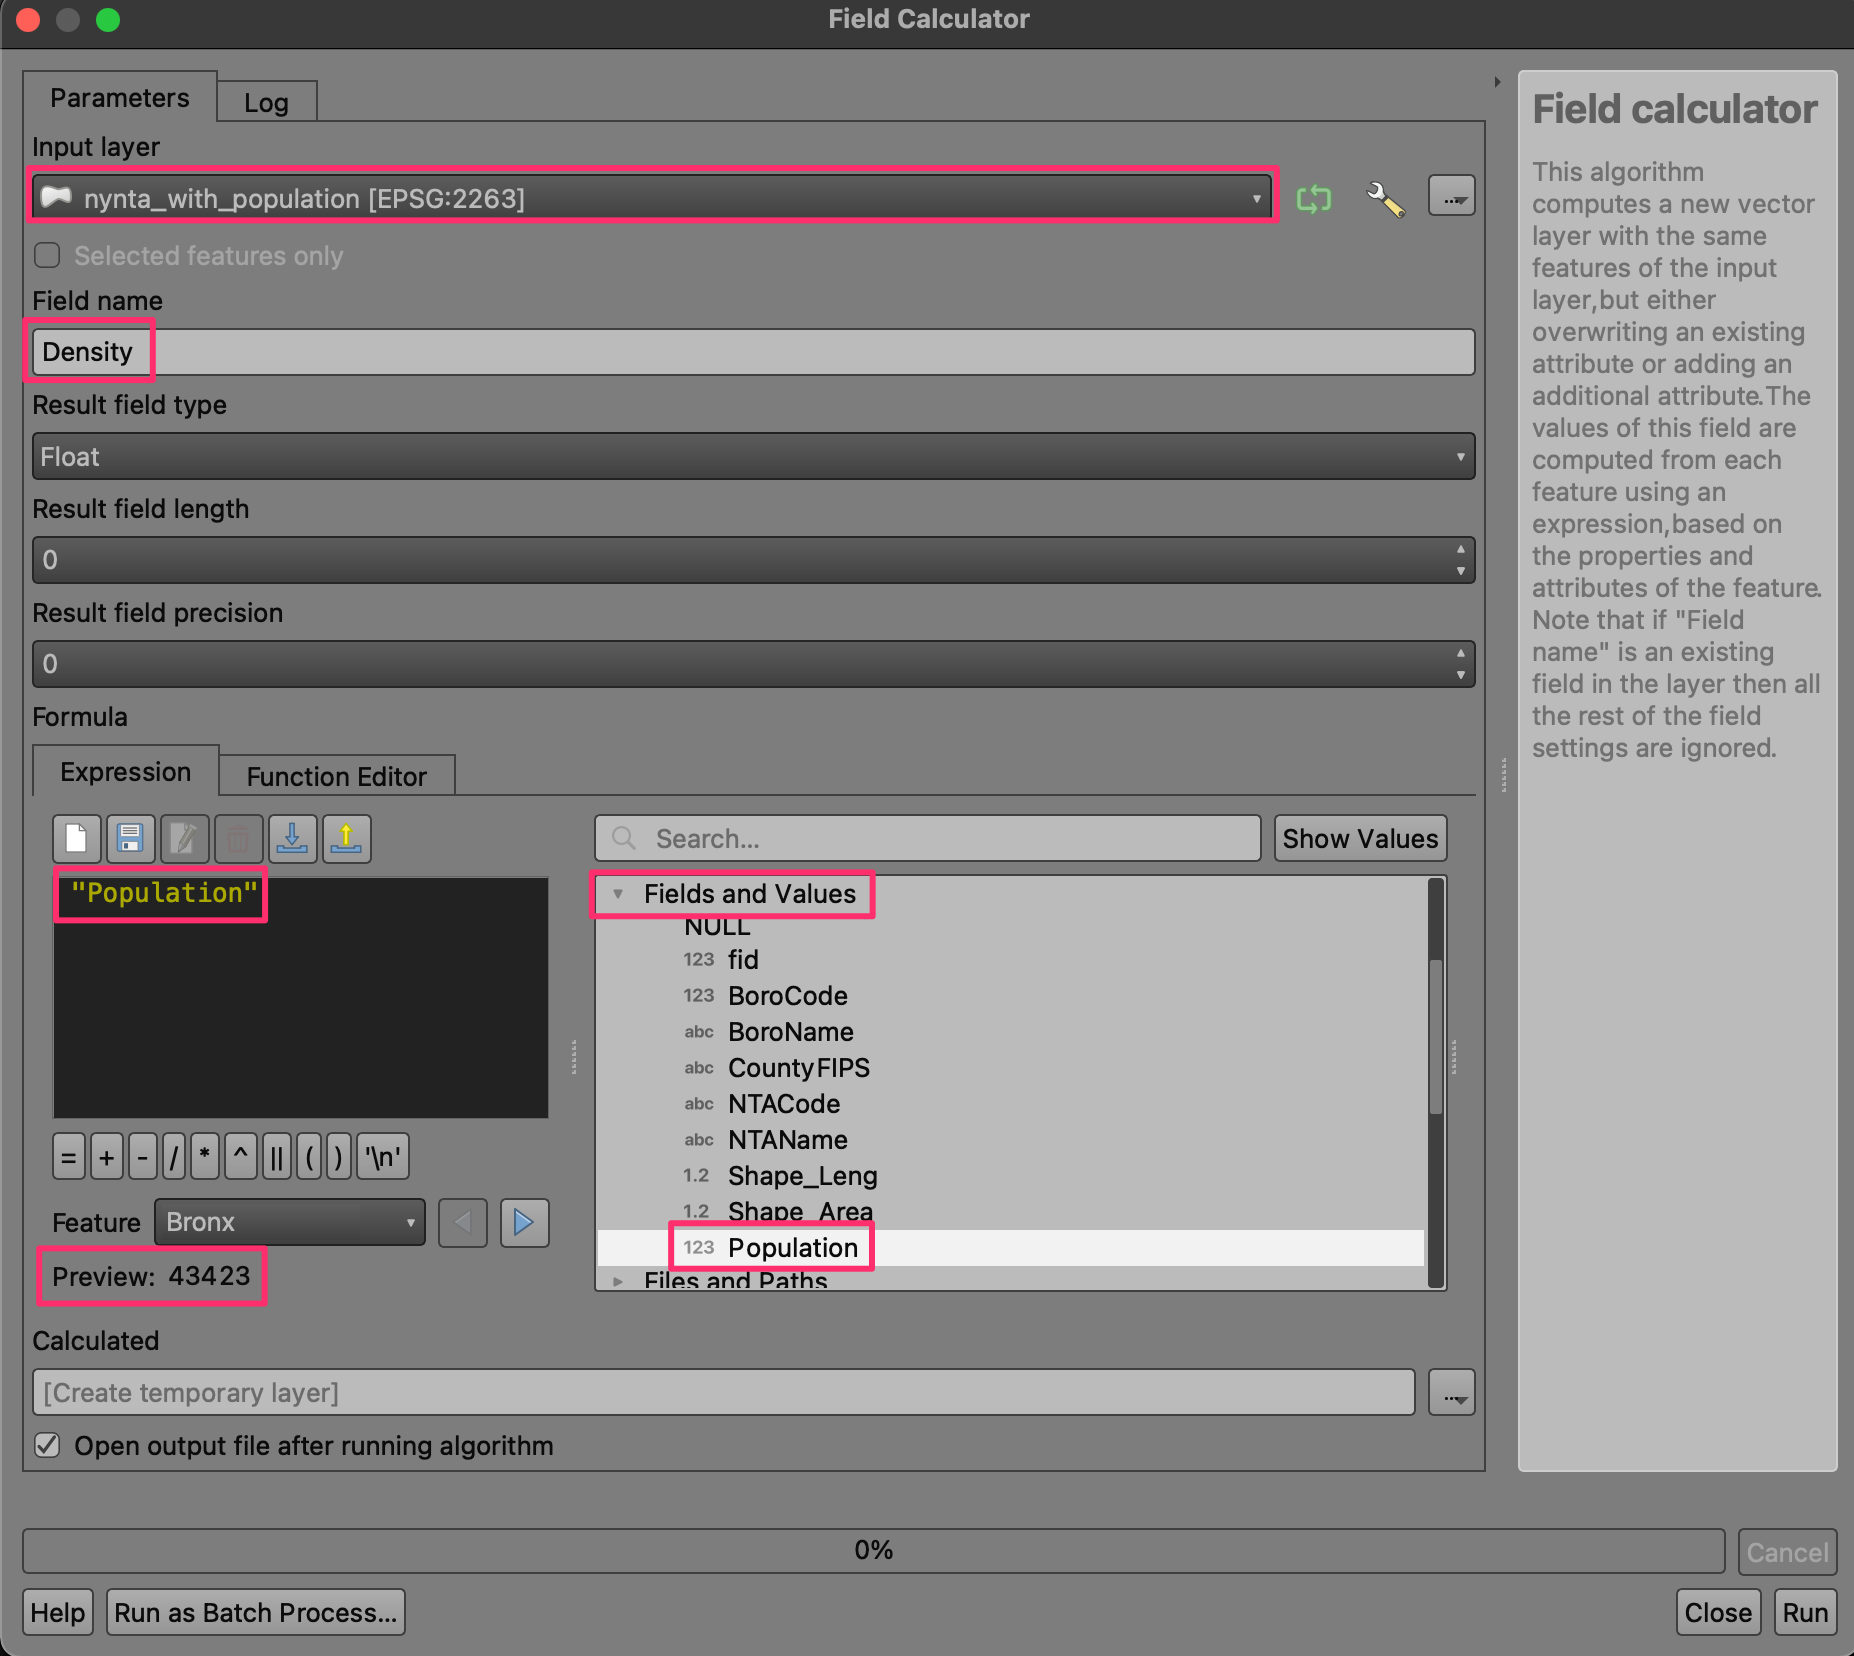 Field Calculator
Parameters
Log
Input layer
nynta_with_population [EPSG:2263]
...
Selected features only
Field name
Density
Result field type
Float
Result field length
0
Result field precision
0
Formula
Expression
Function Editor
Search...
Show Values
"Population"
Fields and Values
NULL
123 fid
123 BoroCode
abc BoroName
abc CountyFIPS
abc NTACode
abc NTAName
1.2 Shape_Leng
1.2 Shape_Area
123 Population
Files and Paths
= + - / * ^ || ( ) '\n'
Feature Bronx
Preview: 43423
Calculated
[Create temporary layer]
...
Open output file after running algorithm
0%
Cancel
Help
Run as Batch Process...
Close
Run
Field calculator
This algorithm
computes a new vector
layer with the same
features of the input
layer,but either
overwriting an existing
attribute or adding an
additional attribute.The
values of this field are
computed from each
feature using an
expression,based on
the properties and
attributes of the feature.
Note that if "Field
name" is an existing
field in the layer then all
the rest of the field
settings are ignored.